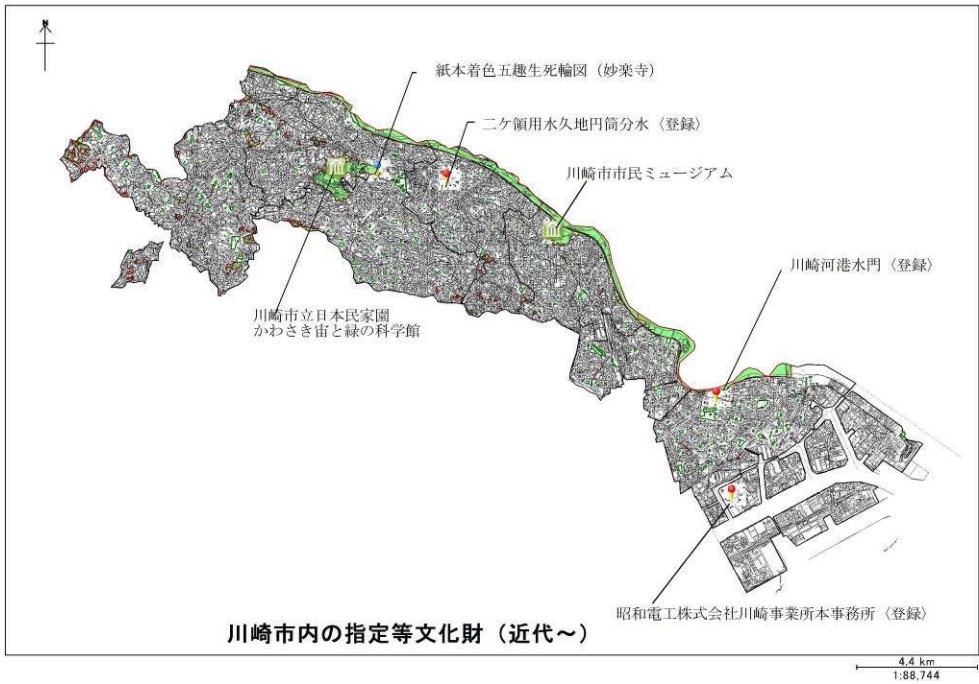 N
紙本着色五趣生死輪図（妙楽寺）
二ケ領用水久地円筒分水〈登録〉
川崎市市民ミュージアム
川崎河港水門〈登録〉
川崎市立日本民家園
かわさき宙と緑の科学館
昭和電工株式会社川崎事業所本事務所〈登録〉
川崎市内の指定等文化財（近代～）
4.4 km
1:88,744